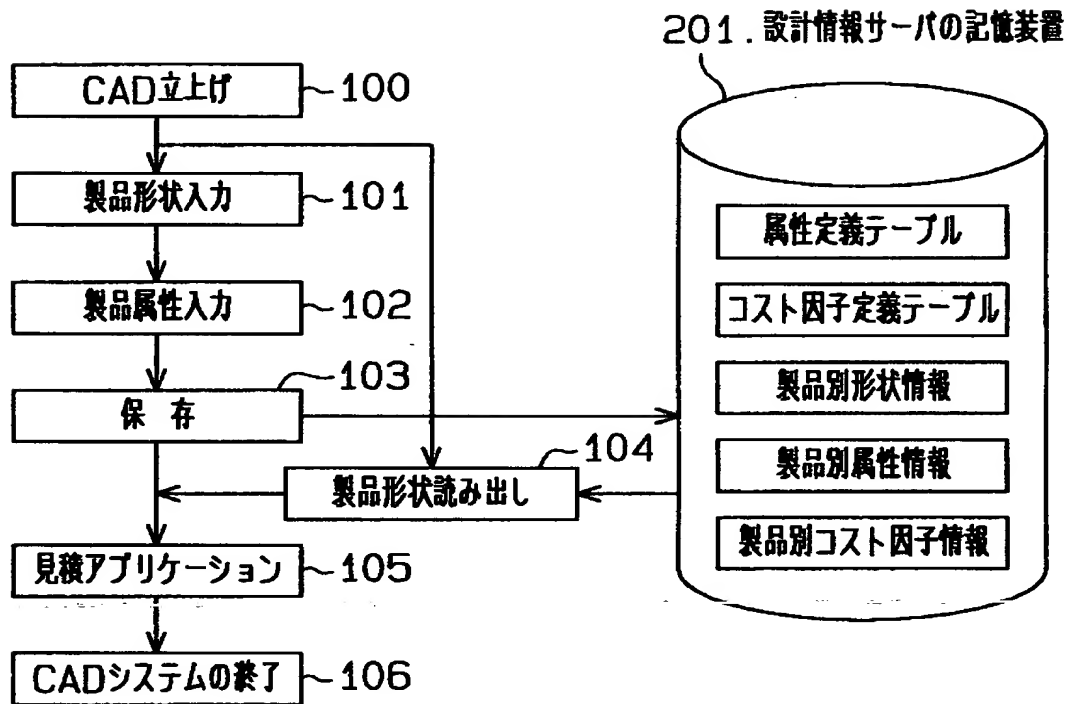 201.設計情報サーバの記憶装置
CAD立上げ 100
製品形状入力 101
製品属性入力 102
103
保 存
104
製品形状読み出し
見積アプリケーション 105
CADシステムの終了 106
属性定義テーブル
コスト因子定義テーブル
製品別形状情報
製品別属性情報
製品別コスト因子情報